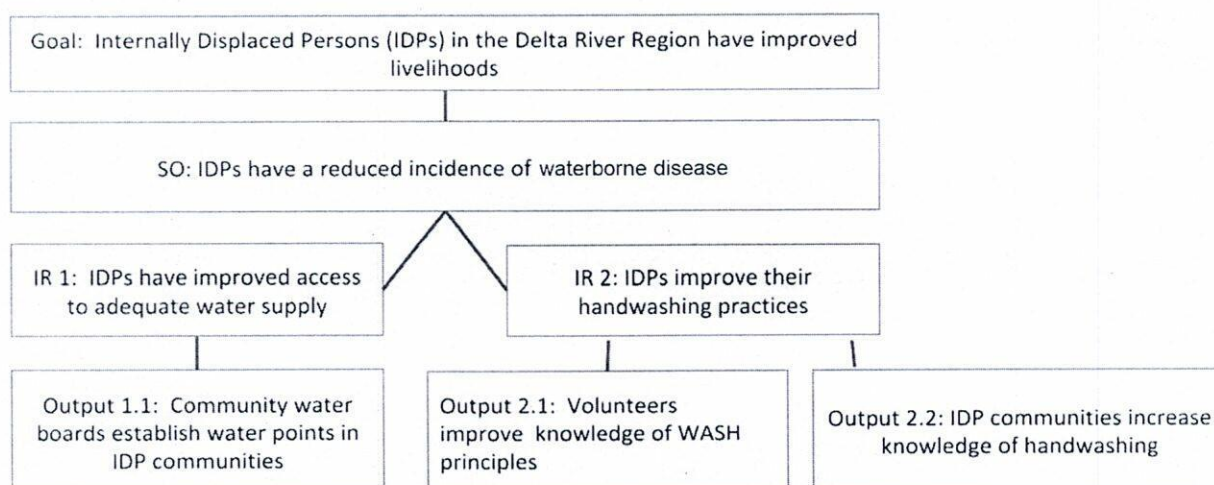 Goal: Internally Displaced Persons (IDPs) in the Delta River Region have improved
livelihoods
SO: IDPs have a reduced incidence of waterborne disease
IR 1: IDPs have improved access
to adequate water supply
IR 2: IDPs improve their
handwashing practices
Output 1.1: Community water
boards establish water points in
IDP communities
Output 2.1: Volunteers
improve knowledge of WASH
principles
Output 2.2: IDP communities increase
knowledge of handwashing